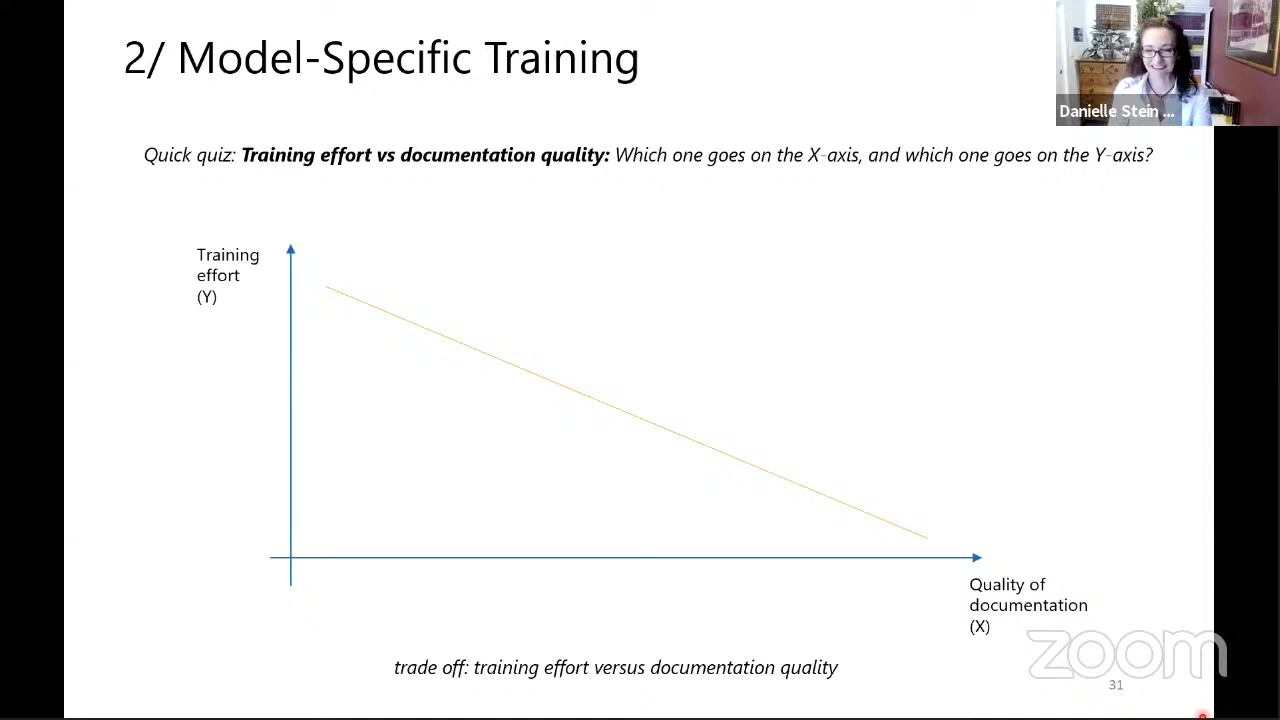 2/ Model-Specific Training
Danielle Stein ...
Quick quiz: Training effort vs documentation quality: Which one goes on the X-axis, and which one goes on the Y-axis?
Training
effort
(Y)
Quality of
documentation
(X)
zoom
trade off: training effort versus documentation quality
31